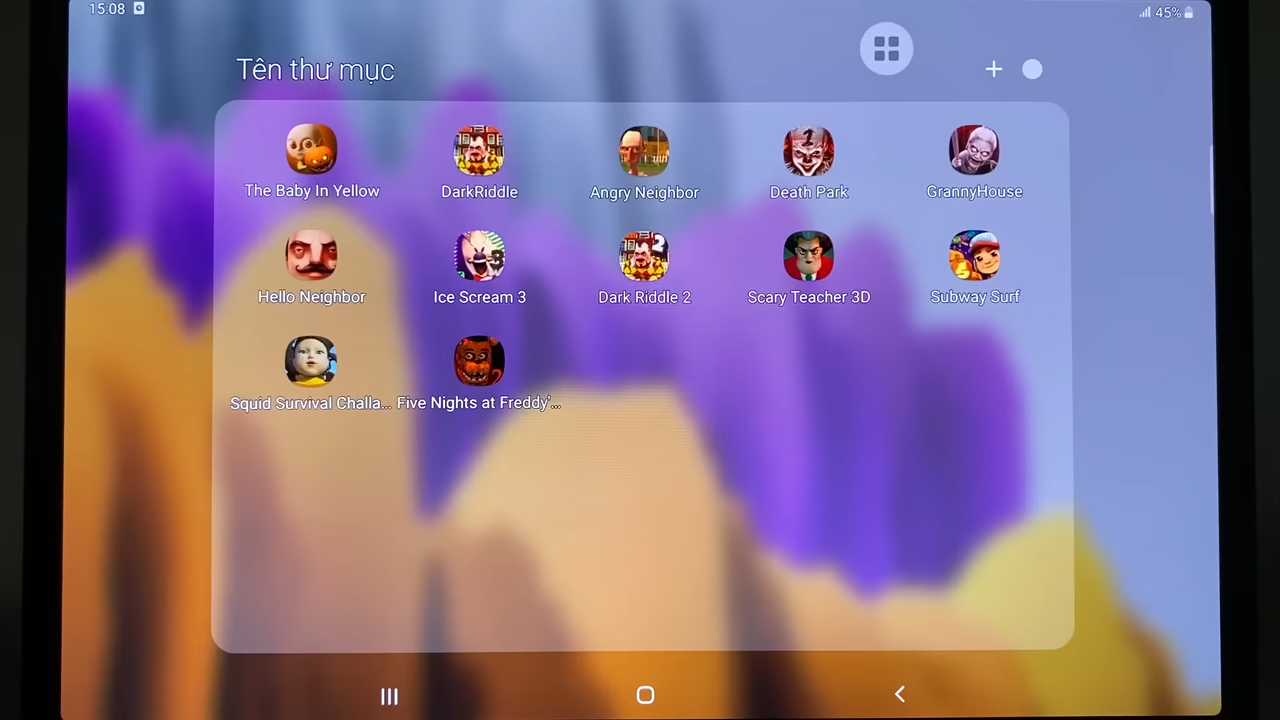 15:08
45%
Tên thư mục
The Baby In Yellow
DarkRiddle
Angry Neighbor
Death Park
GrannyHouse
Hello Neighbor
Ice Scream 3
Dark Riddle 2
Scary Teacher 3D
Subway Surf
Squid Survival Challa...
Five Nights at Freddy'...